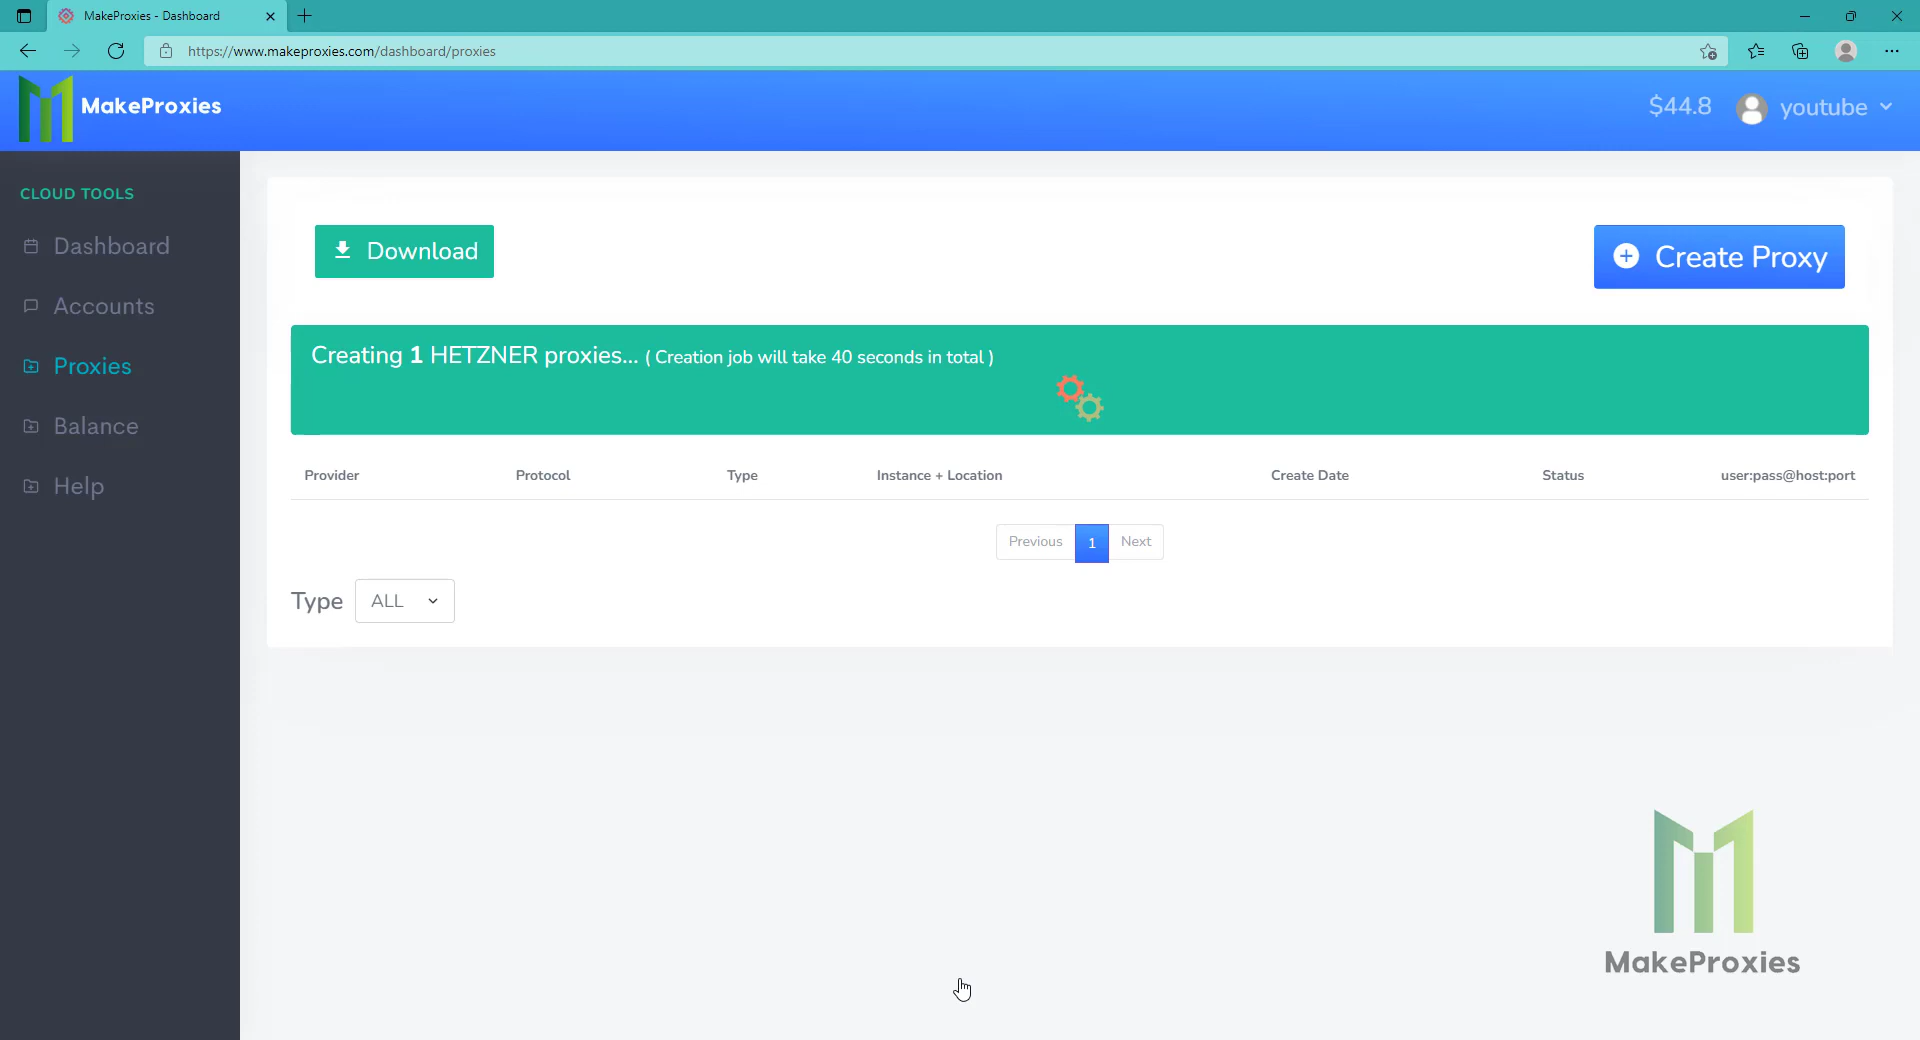 MakeProxies - Dashboard
https://www.makeproxies.com/dashboard/proxies
MakeProxies
$44.8
youtube
CLOUD TOOLS
Dashboard
Accounts
Proxies
Balance
Help
Download
Create Proxy
Creating 1 HETZNER proxies... ( Creation job will take 40 seconds in total )
Provider Protocol Type Instance + Location Create Date Status user:pass@host:port
Previous 1 Next
Type ALL
MakeProxies